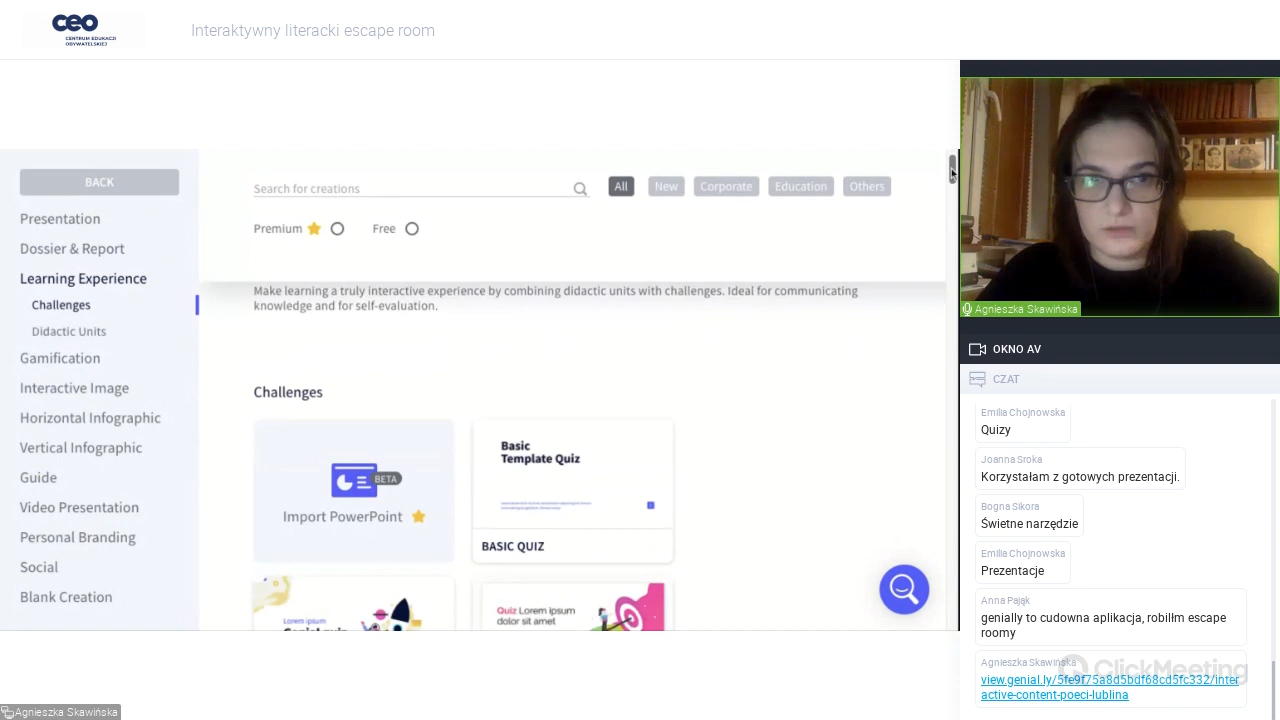 ceo
CENTRUM EDUKACJI
OBYWATELSKIEJ
Interaktywny literacki escape room
BACK
Presentation
Dossier & Report
Learning Experience
Challenges
Didactic Units
Gamification
Interactive Image
Horizontal Infographic
Vertical Infographic
Guide
Video Presentation
Personal Branding
Social
Blank Creation
Search for creations
All
New
Corporate
Education
Others
Premium
Free
Make learning a truly interactive experience by combining didactic units with challenges. Ideal for communicating
knowledge and for self-evaluation.
Challenges
BETA
Import PowerPoint
Basic
Template Quiz
BASIC QUIZ
Lorem ipsum
Genial quiz
Quiz Lorem ipsum
dolor sit amet
Agnieszka Skawińska
Agnieszka Skawińska
OKNO AV
CZAT
Emilia Chojnowska
Quizy
Joanna Sroka
Korzystałam z gotowych prezentacji.
Bogna Sikora
Świetne narzędzie
Emilia Chojnowska
Prezentacje
Anna Pająk
genially to cudowna aplikacja, robiłm escape
roomy
Agnieszka Skawińska
view.genial.ly/5fe9f75a8d5bdf68cd5fc332/inter
active-content-poeci-lublina
ClickMeeting